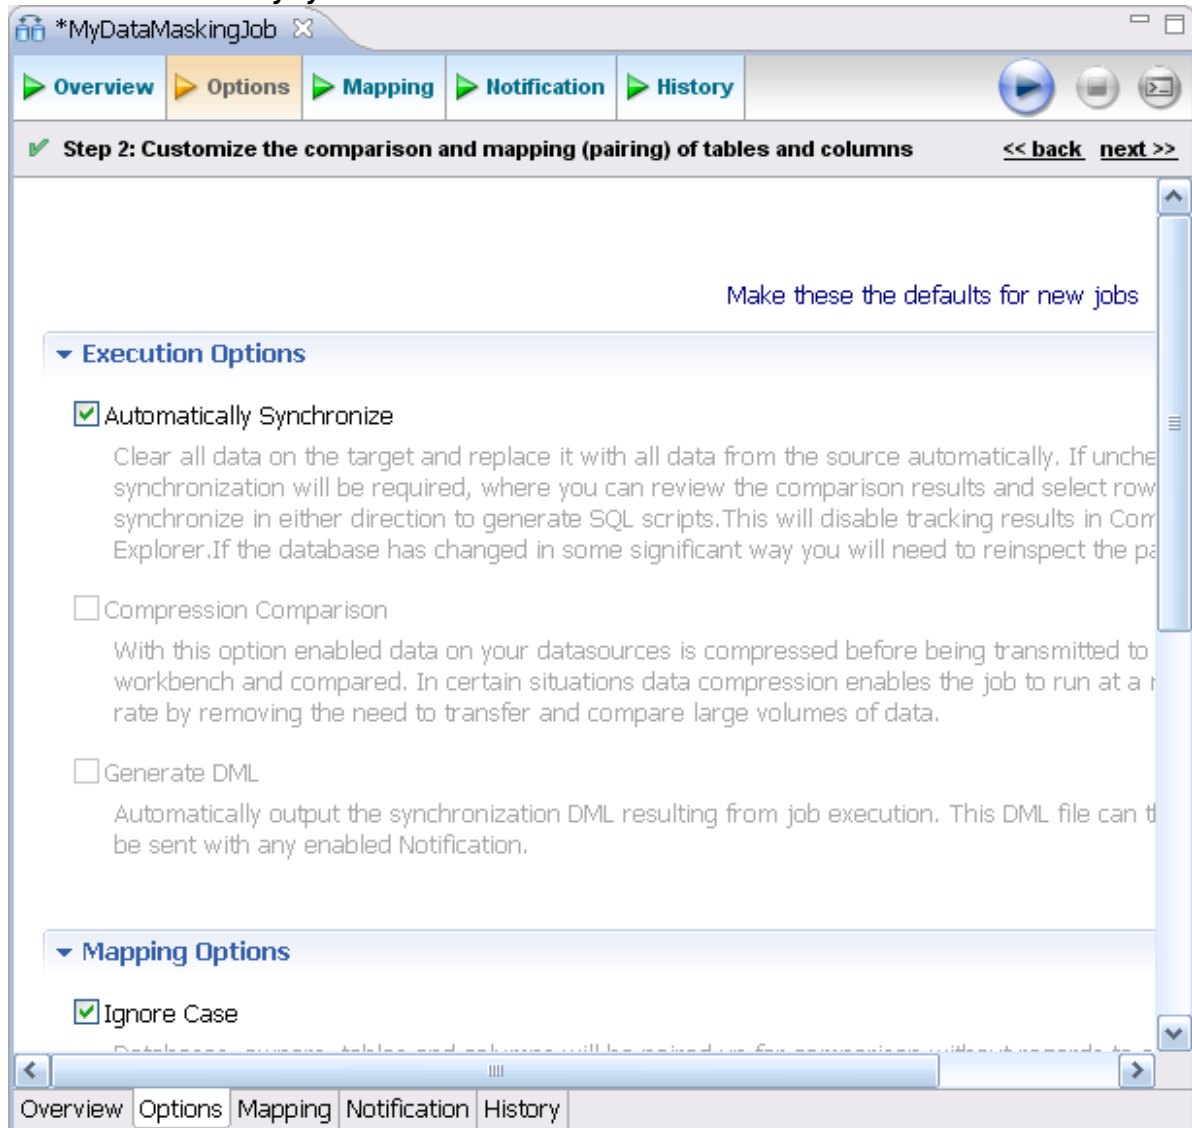 *MyDataMaskingJob
Overview Options Mapping Notification History
Step 2: Customize the comparison and mapping (pairing) of tables and columns << back next >>
Make these the defaults for new jobs
Execution Options
Automatically Synchronize
Clear all data on the target and replace it with all data from the source automatically. If unche
synchronization will be required, where you can review the comparison results and select row
synchronize in either direction to generate SQL scripts.This will disable tracking results in Com
Explorer.If the database has changed in some significant way you will need to reinspect the pa
Compression Comparison
With this option enabled data on your datasources is compressed before being transmitted to
workbench and compared. In certain situations data compression enables the job to run at a
rate by removing the need to transfer and compare large volumes of data.
Generate DML
Automatically output the synchronization DML resulting from job execution. This DML file can t
be sent with any enabled Notification.
Mapping Options
Ignore Case
Overview Options Mapping Notification History